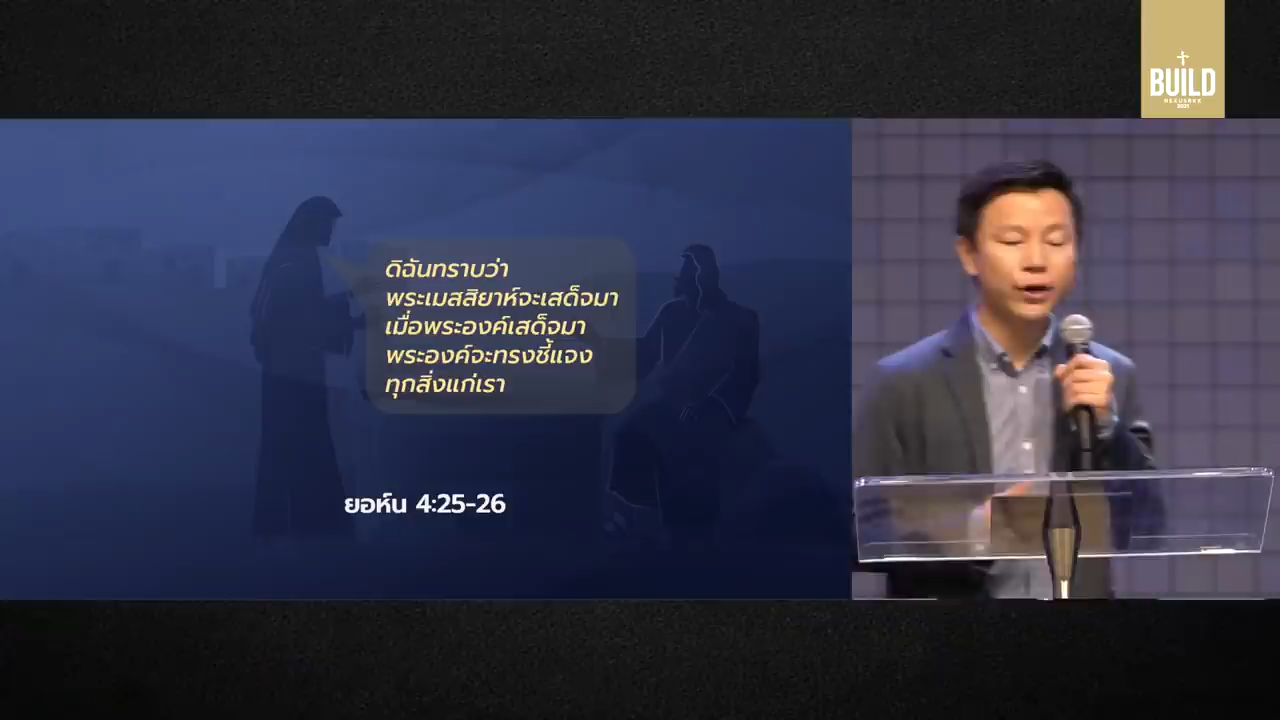 BUILD
NEXUSBKK
2021
ดิฉันทราบว่า
พระเมสสิยาห์จะเสด็จมา
เมื่อพระองค์เสด็จมา
พระองค์จะทรงชี้แจง
ทุกสิ่งแก่เรา
ยอห์น 4:25-26